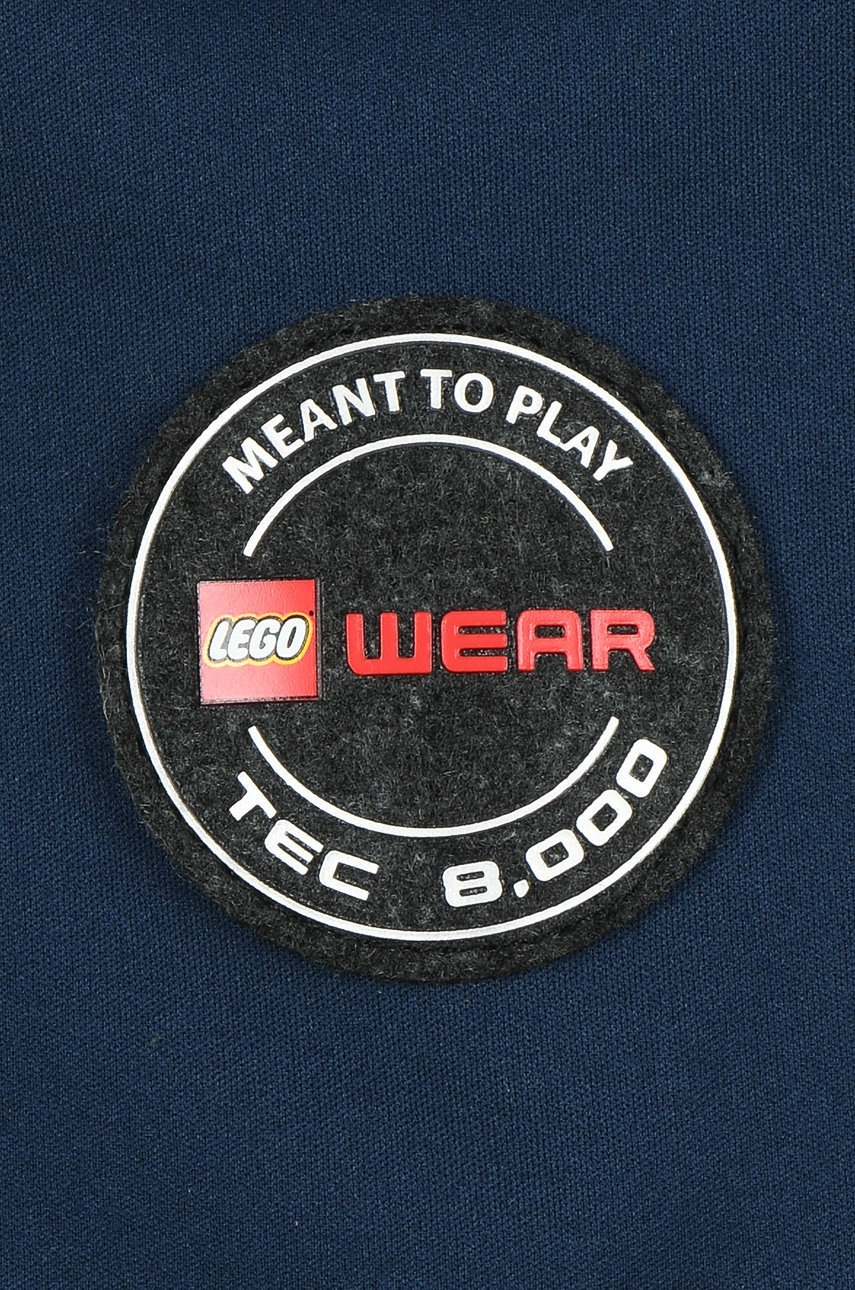 MEANT TO PLAY
LEGO WEAR
TEC 8.000